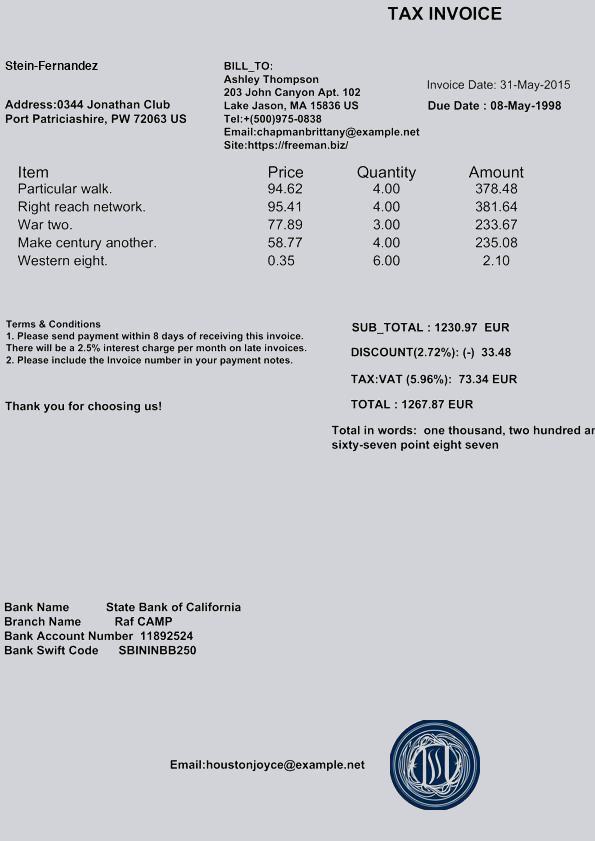 TAX INVOICE
Stein-Fernandez
Address:0344 Jonathan Club
Port Patriciashire, PW 72063 US
BILL_TO:
Ashley Thompson
203 John Canyon Apt. 102
Lake Jason, MA 15836 US
Tel:+(500)975-0838
Email:chapmanbrittany@example.net
Site:https://freeman.biz/
Invoice Date: 31-May-2015
Due Date : 08-May-1998
Item Price Quantity Amount
Particular walk. 94.62 4.00 378.48
Right reach network. 95.41 4.00 381.64
War two. 77.89 3.00 233.67
Make century another. 58.77 4.00 235.08
Western eight. 0.35 6.00 2.10
Terms & Conditions
1. Please send payment within 8 days of receiving this invoice.
There will be a 2.5% interest charge per month on late invoices.
2. Please include the Invoice number in your payment notes.
Thank you for choosing us!
SUB_TOTAL : 1230.97 EUR
DISCOUNT(2.72%): (-) 33.48
TAX:VAT (5.96%): 73.34 EUR
TOTAL : 1267.87 EUR
Total in words: one thousand, two hundred
sixty-seven point eight seven
Bank Name State Bank of California
Branch Name Raf CAMP
Bank Account Number 11892524
Bank Swift Code SBININBB250
Email:houstonjoyce@example.net